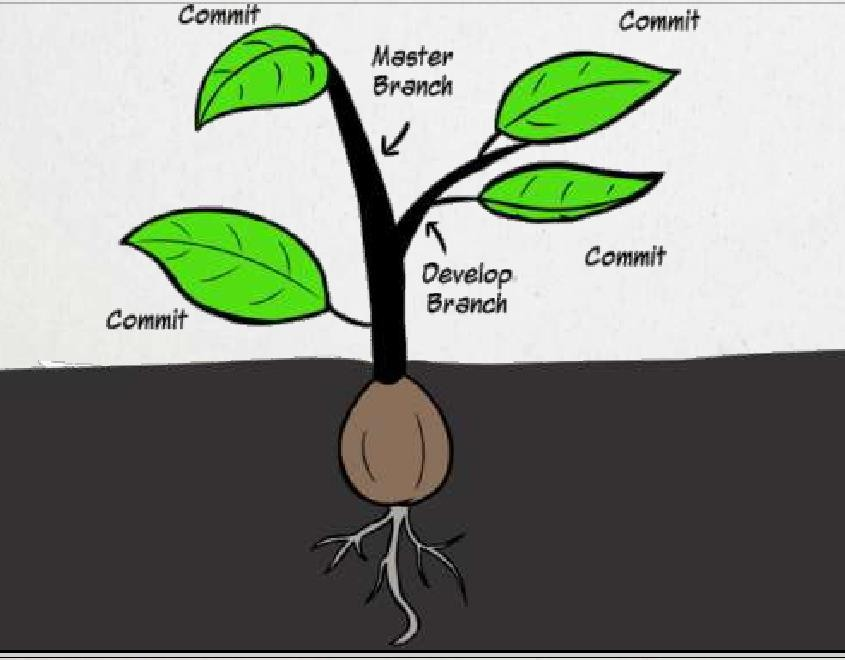 Commit
Commit
Master
Branch
Commit
Develop
Branch
Commit